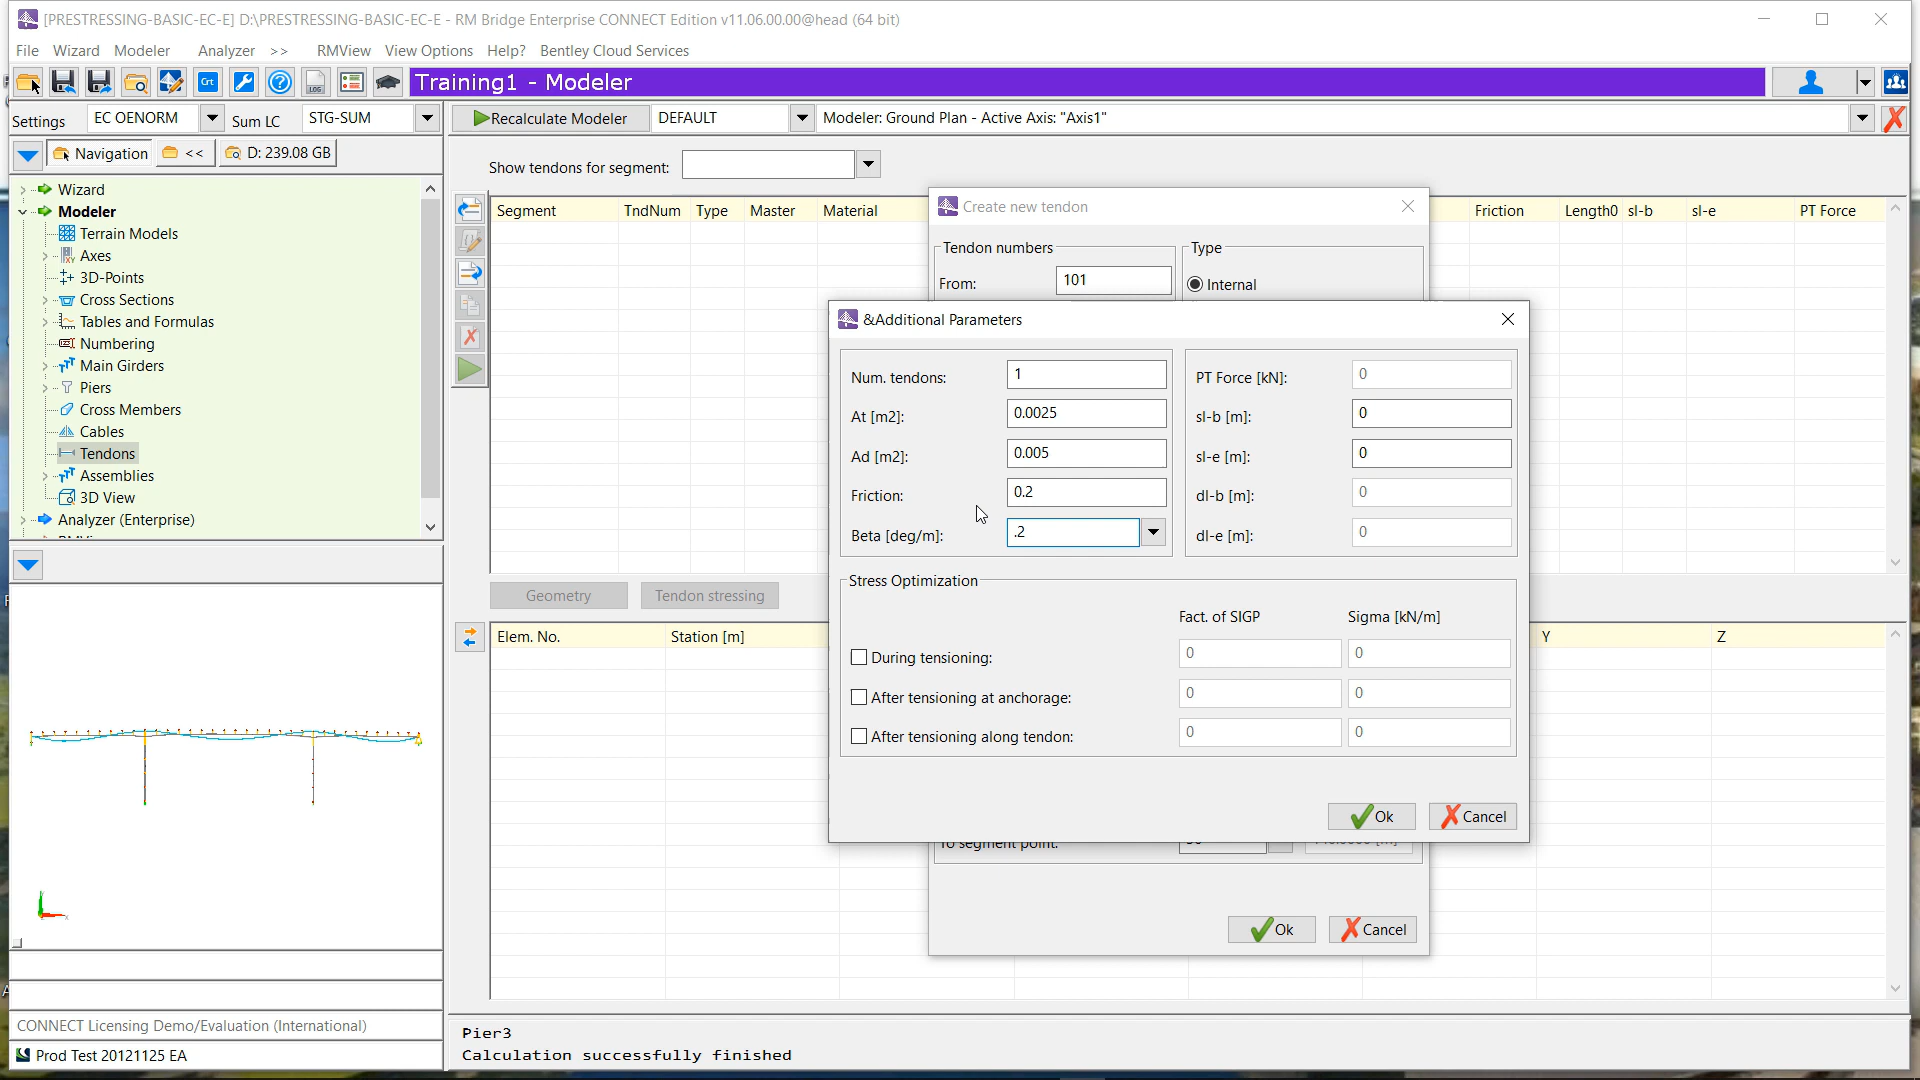 [PRESTRESSING-BASIC-EC-E] D:\PRESTRESSING-BASIC-EC-E - RM Bridge Enterprise CONNECT Edition v11.06.00.00@head (64 bit)
File Wizard Modeler Analyzer >> RMView View Options Help? Bentley Cloud Services
Crt LOG Training1 - Modeler
Settings EC OENORM Sum LC STG-SUM Recalculate Modeler DEFAULT Modeler: Ground Plan - Active Axis: "Axis1"
Navigation << D: 239.08 GB
Show tendons for segment:
Wizard
Modeler
Terrain Models
Axes
3D-Points
Cross Sections
Tables and Formulas
Numbering
Main Girders
Piers
Cross Members
Cables
Tendons
Assemblies
3D View
Analyzer (Enterprise)
Segment TndNum Type Master Material Friction Length0 sl-b sl-e PT Force
Create new tendon
Tendon numbers Type
From: 101 Internal
&Additional Parameters
Num. tendons: 1 PT Force [kN]: 0
At [m2]: 0.0025 sl-b [m]: 0
Ad [m2]: 0.005 sl-e [m]: 0
Friction: 0.2 dl-b [m]: 0
Beta [deg/m]: .2 dl-e [m]: 0
Stress Optimization
Fact. of SIGP Sigma [kN/m]
During tensioning: 0 0
After tensioning at anchorage: 0 0
After tensioning along tendon: 0 0
Ok Cancel
To segment point:
Ok Cancel
Geometry Tendon stressing
Elem. No. Station [m] Y Z
CONNECT Licensing Demo/Evaluation (International)
Prod Test 20121125 EA
Pier3
Calculation successfully finished